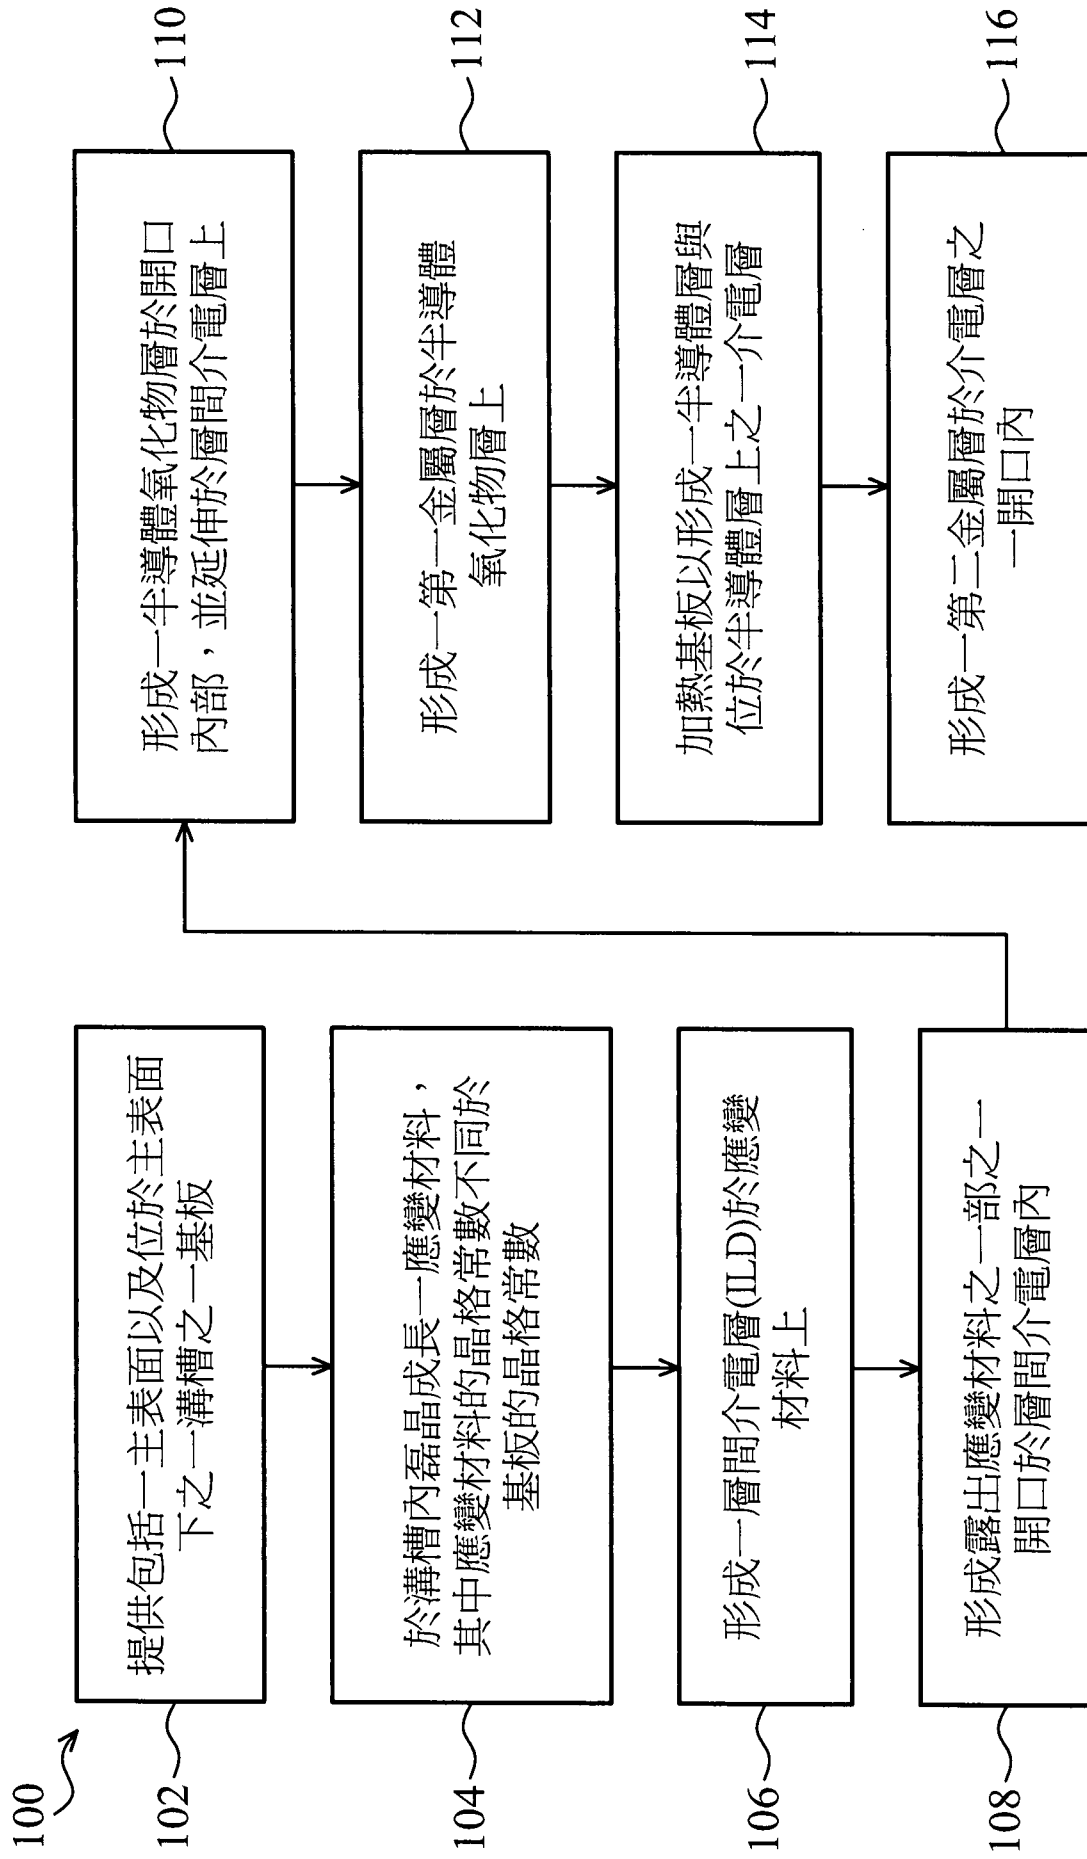 100
102
提供包括一主表面以及位於主表面
下之一溝槽之一基板
104
於溝槽內磊晶成長一應變材料，
其中應變材料的晶格常數不同於
基板的晶格常數
106
形成一層間介電層(ILD)於應變
材料上
108
形成露出應變材料之一部之一
開口於層間介電層內
110
形成一半導體氧化物層於開口
內部，並延伸於層間介電層上
112
形成一第一金屬層於半導體
氧化物層上
114
加熱基板以形成一半導體層與
位於半導體層上之一介電層
116
形成一第二金屬層於介電層之
一開口內